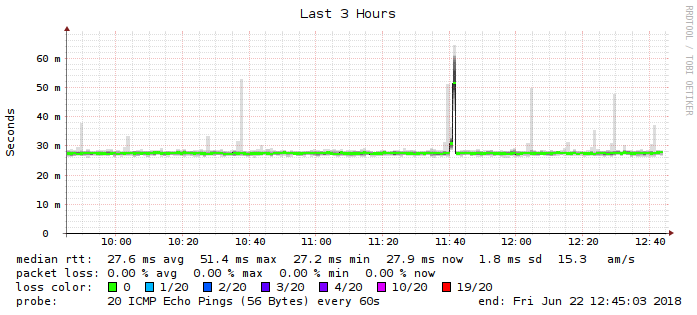 Last 3 Hours
RRDTOOL / TOBI OETIKER
Seconds
60 m
50 m
40 m
30 m
20 m
10 m
0
10:00 10:20 10:40 11:00 11:20 11:40 12:00 12:20 12:40
median rtt: 27.6 ms avg 51.4 ms max 27.2 ms min 27.9 ms now 1.8 ms sd 15.3 am/s
packet loss: 0.00 % avg 0.00 % max 0.00 % min 0.00 % now
loss color: 0 1/20 2/20 3/20 4/20 10/20 19/20
probe: 20 ICMP Echo Pings (56 Bytes) every 60s end: Fri Jun 22 12:45:03 2018